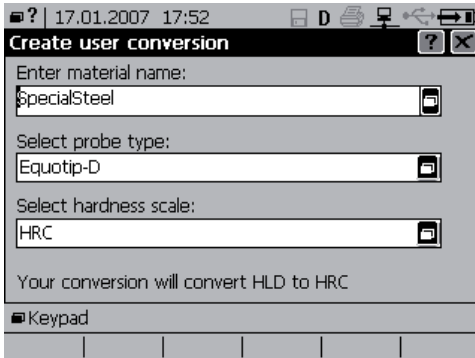 ?| 17.01.2007 17:52 D
Create user conversion ? X
Enter material name:
SpecialSteel
Select probe type:
Equotip-D
Select hardness scale:
HRC
Your conversion will convert HLD to HRC
Keypad